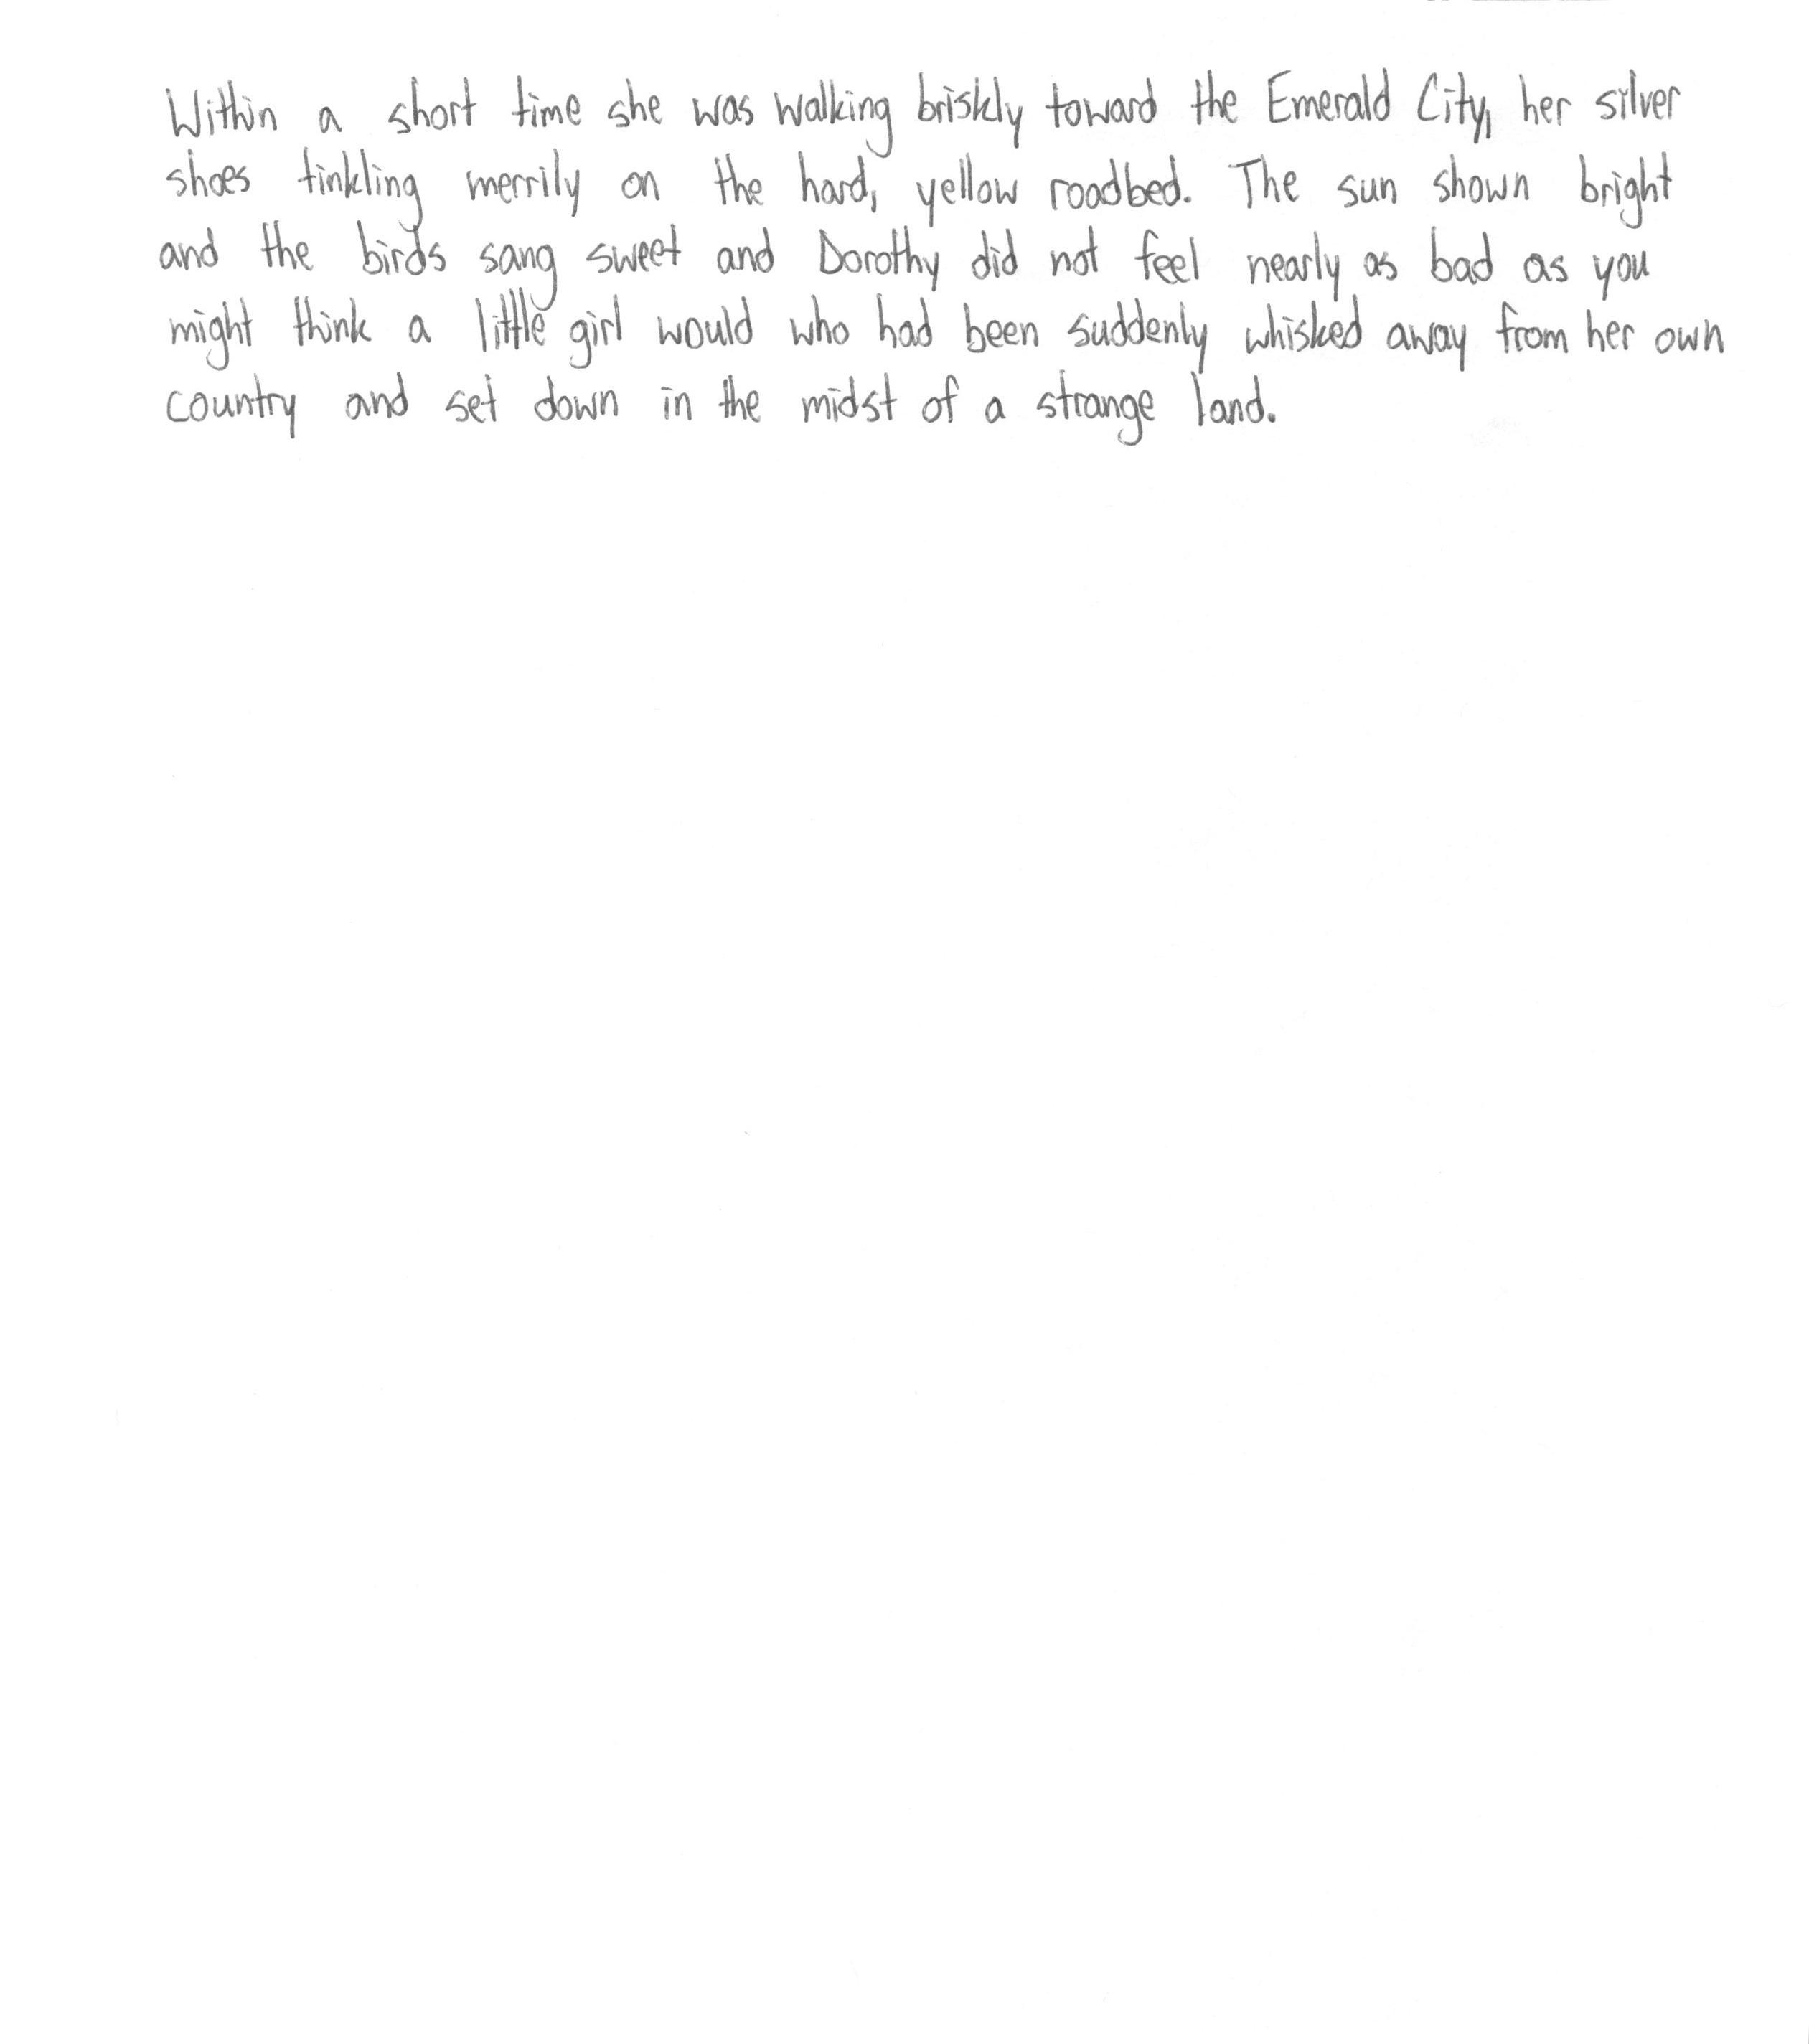 Within a short time she was walking briskly toward the Emerald City, her silver
shoes tinkling merrily on the hard, yellow roadbed. The sun shown bright
and the birds sang sweet and Dorothy did not feel nearly as bad as you
might think a little girl would who had been suddenly whisked away from her own
country and set down in the midst of a strange land.